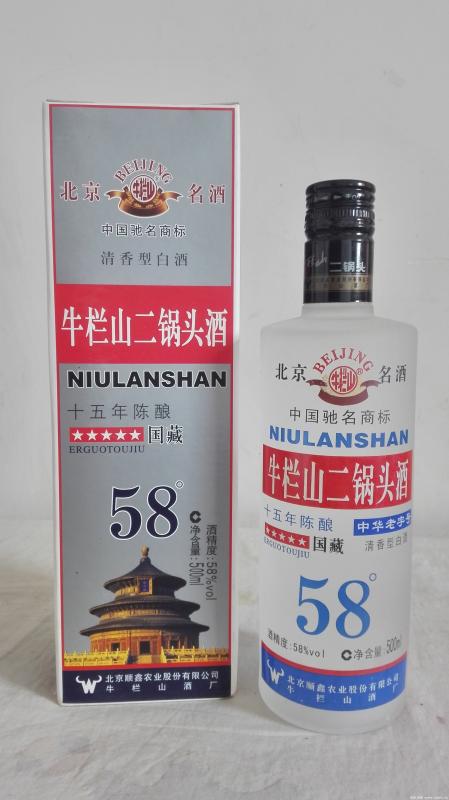 BEIJING
北京 牛栏山 名酒
中国驰名商标
清香型白酒
牛栏山二锅头酒
NIULANSHAN
十五年陈酿
★★★★★国藏
ERGUOTOUJIU
58°
酒精度:58%vol
净含量:500ml
北京顺鑫农业股份有限公司
牛栏山酒厂
二锅头
BEIJING
北京 牛栏山® 名酒
中国驰名商标
NIULANSHAN
牛栏山二锅头酒
十五年陈酿 中华老字号
★★★★★国藏 清香型白酒
ERGUOTOUJIU
58°
酒精度:58%vol 净含量:500ml
北京顺鑫农业股份有限公司
牛栏山酒厂